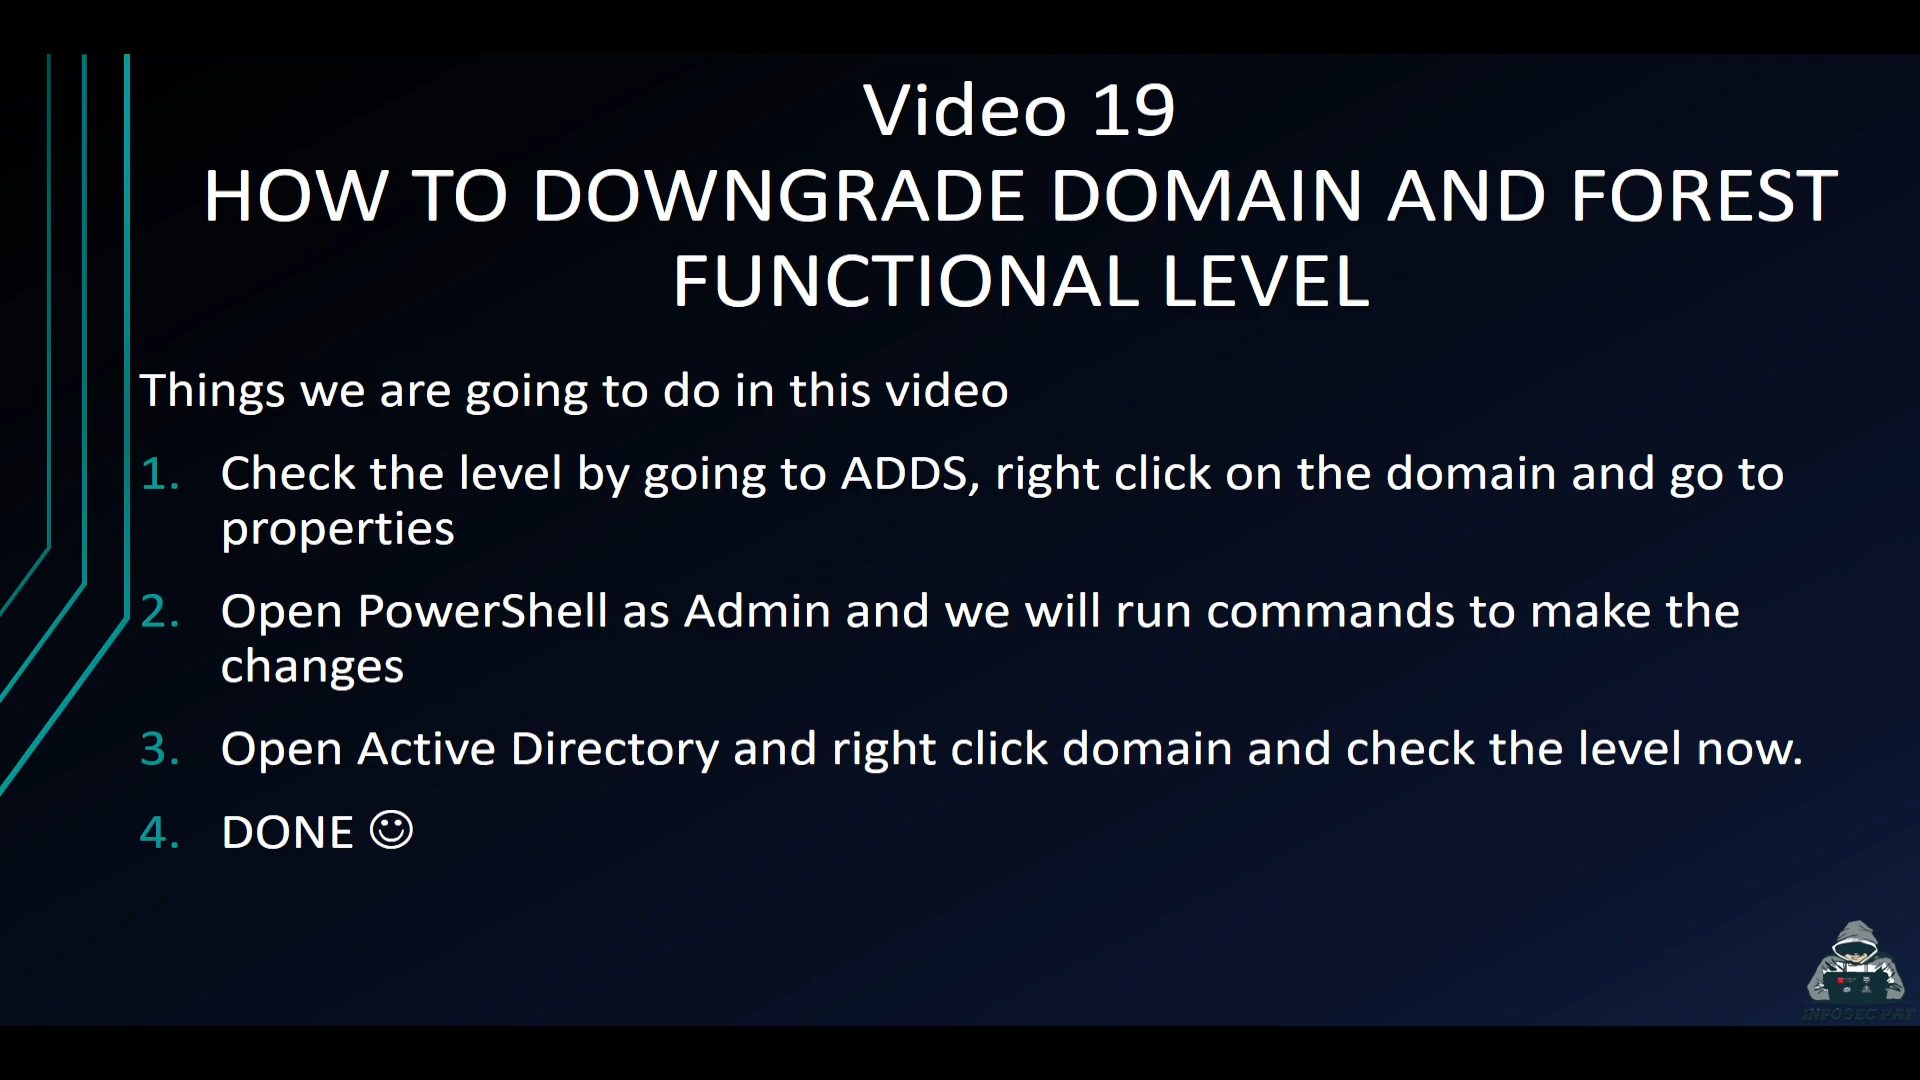 Video 19
HOW TO DOWNGRADE DOMAIN AND FOREST
FUNCTIONAL LEVEL
Things we are going to do in this video
1. Check the level by going to ADDS, right click on the domain and go to
properties
2. Open PowerShell as Admin and we will run commands to make the
changes
3. Open Active Directory and right click domain and check the level now.
4. DONE ☺
INFOSEC PAT